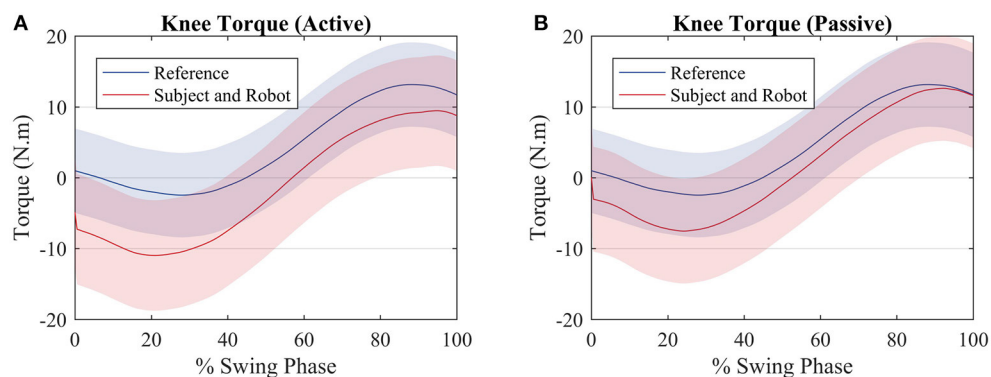 A
Knee Torque (Active)
20
10
0
-10
-20
Torque (N.m)
Reference
Subject and Robot
0
20
40
60
80
100
% Swing Phase
B
Knee Torque (Passive)
20
10
0
-10
-20
Torque (N.m)
Reference
Subject and Robot
0
20
40
60
80
100
% Swing Phase